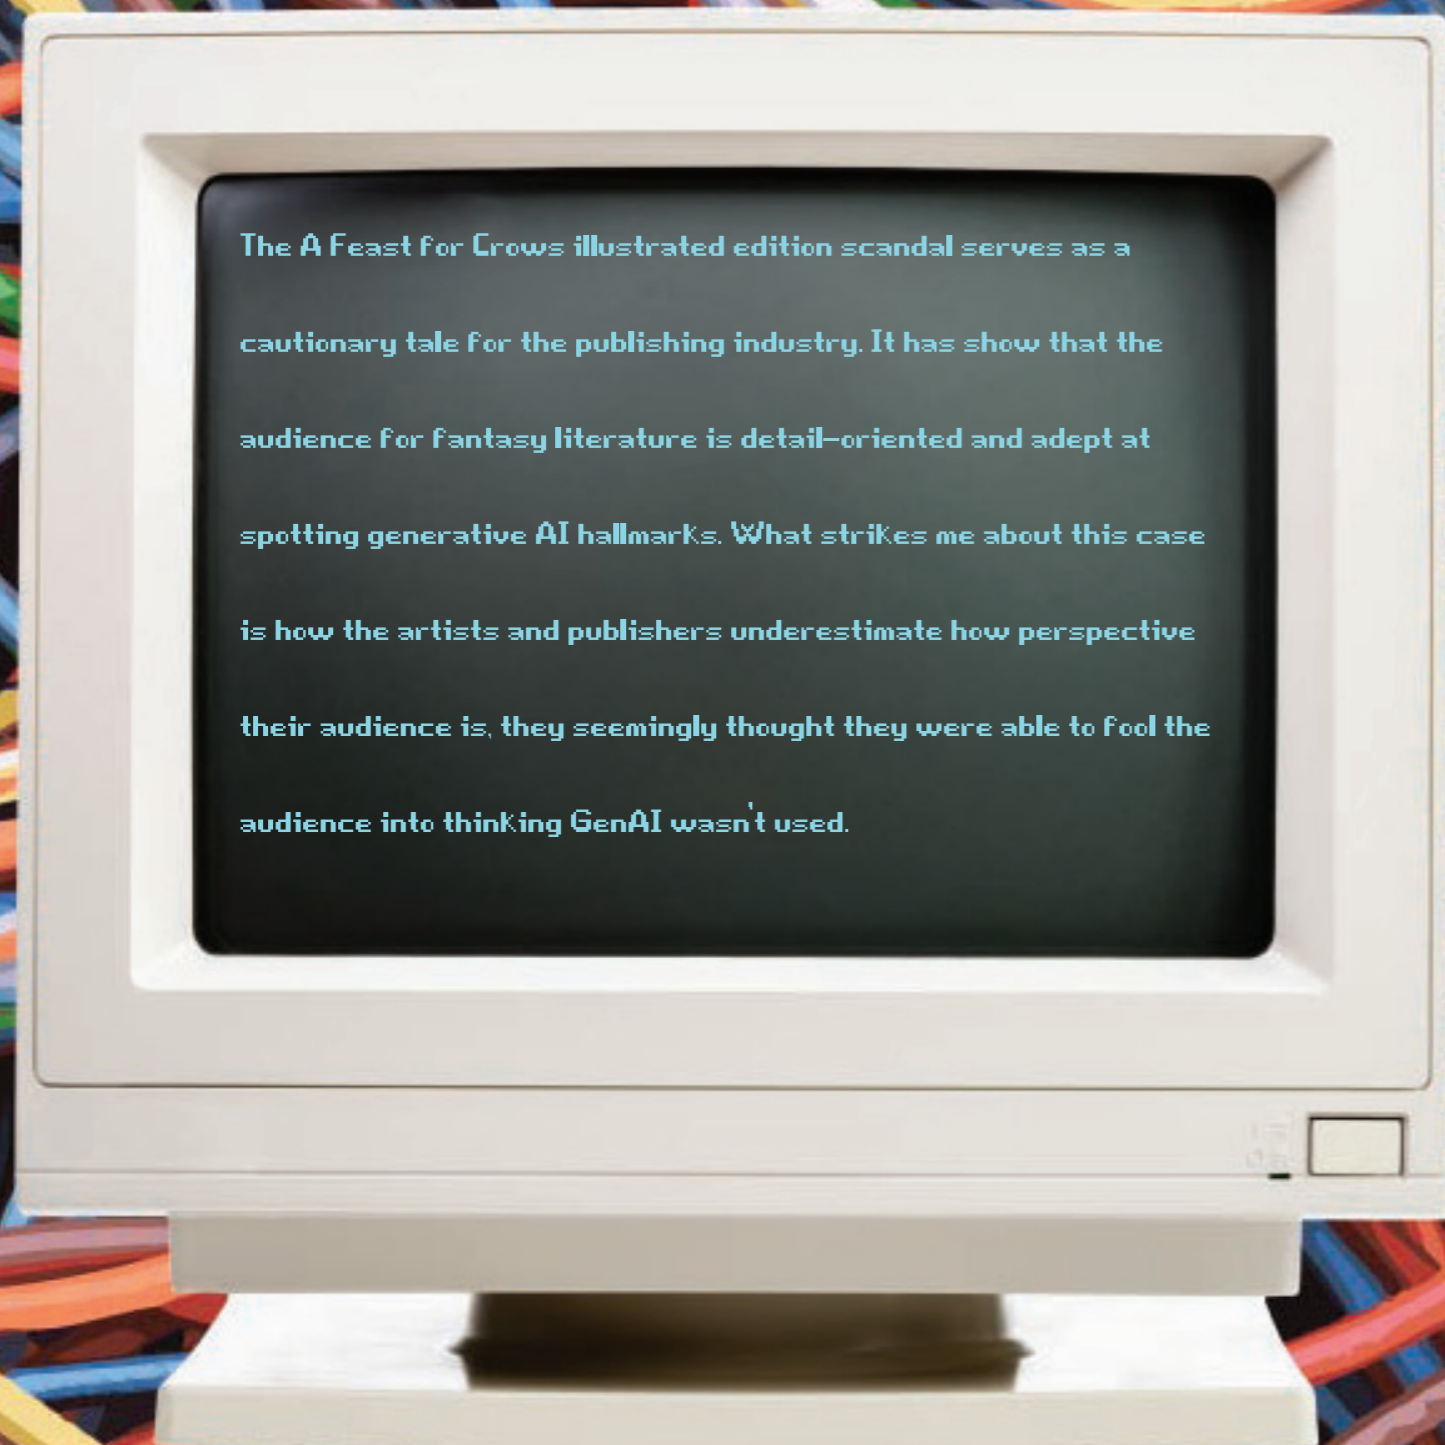 The A Feast for Crows illustrated edition scandal serves as a
cautionary tale for the publishing industry. It has show that the
audience for fantasy literature is detail-oriented and adept at
spotting generative AI hallmarks. What strikes me about this case
is how the artists and publishers underestimate how perspective
their audience is, they seemingly thought they were able to fool the
audience into thinking GenAI wasn't used.